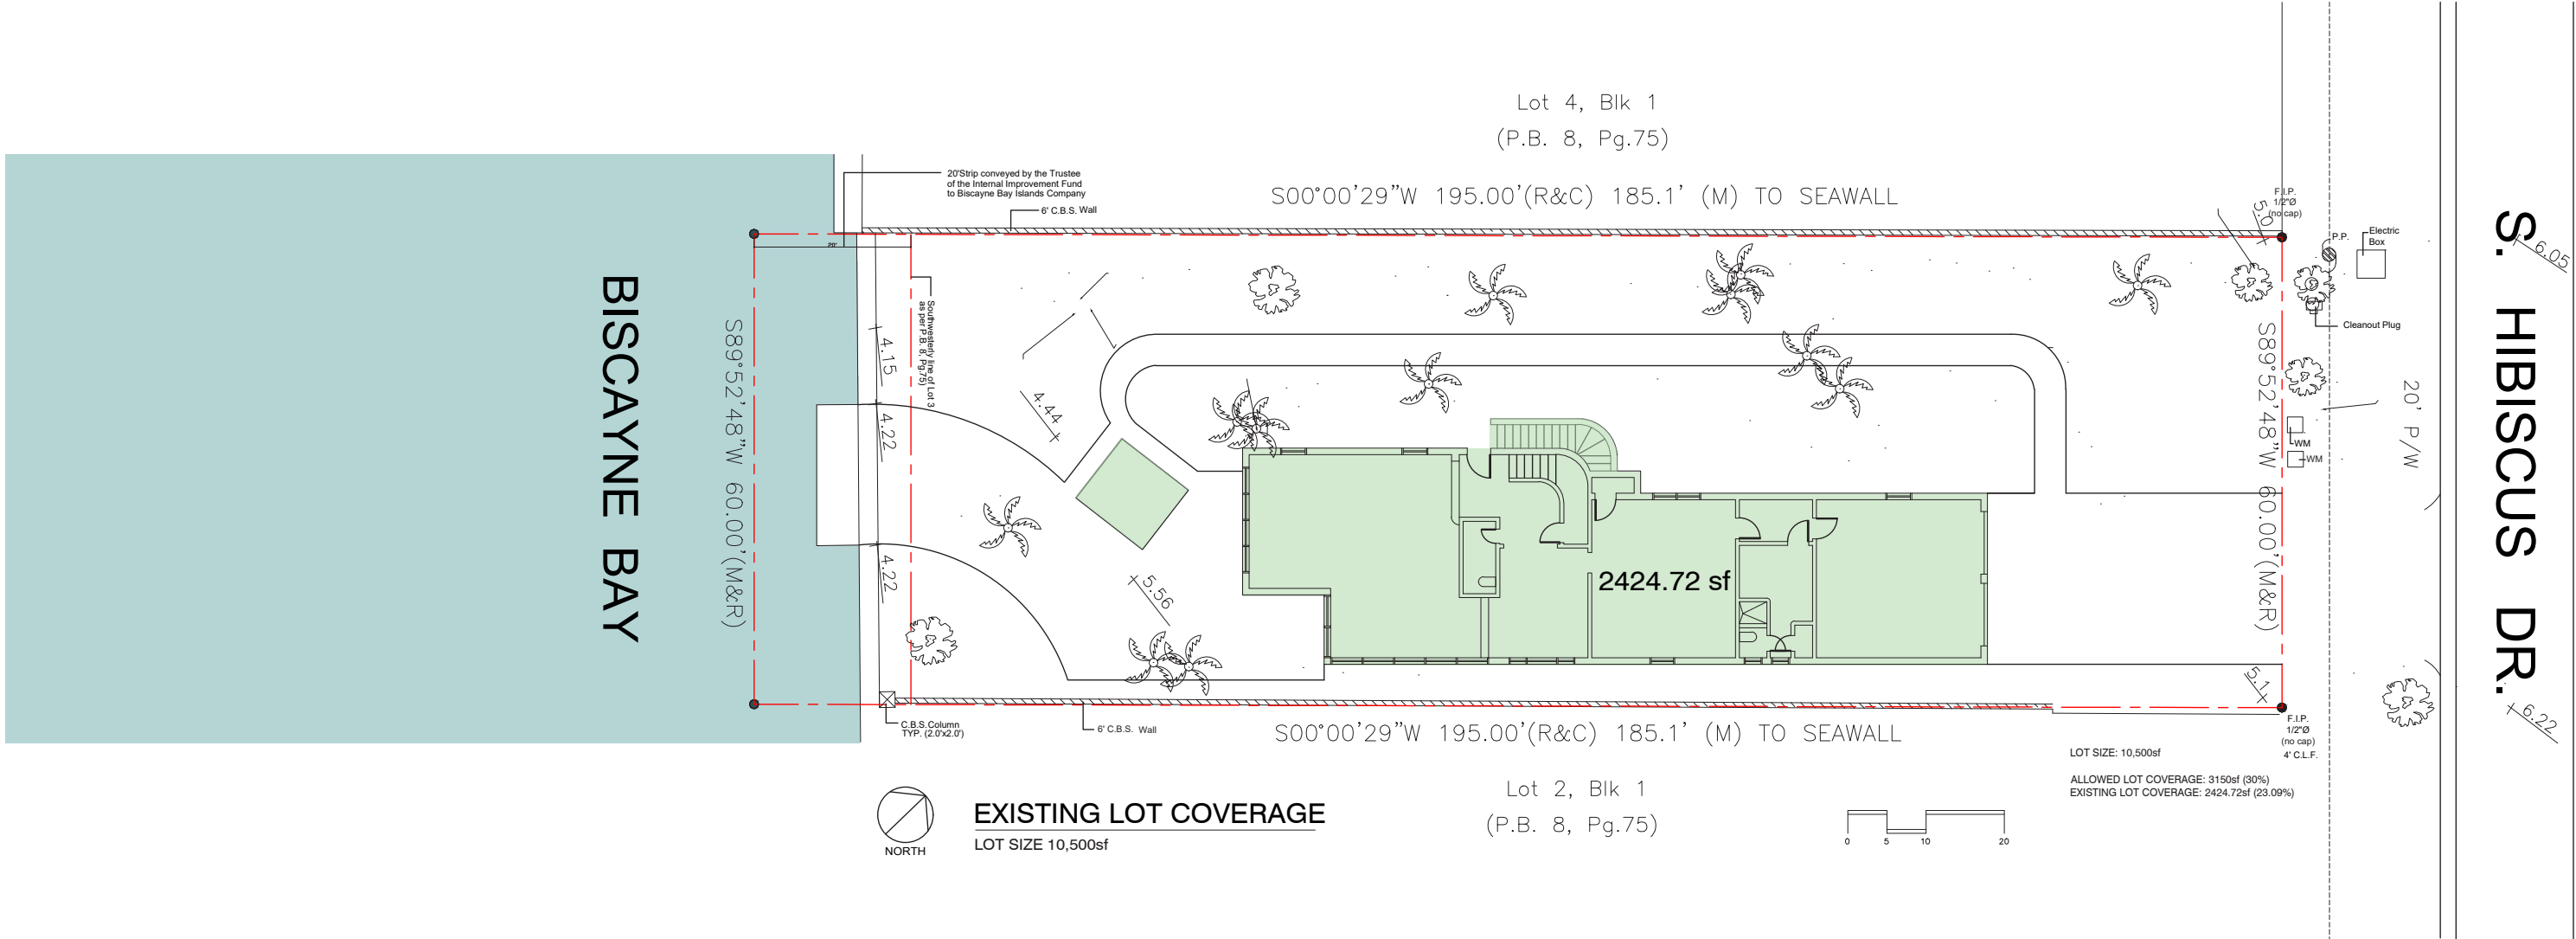 Lot 4, Blk 1
(P.B. 8, Pg.75)
20'Strip conveyed by the Trustee
of the Internal Improvement Fund
to Biscayne Bay Islands Company
6' C.B.S. Wall
S00°00'29"W 195.00'(R&C) 185.1' (M) TO SEAWALL
F.I.P.
1/2"Ø
(no cap)
5.0
P.P.
Electric
Box
Cleanout Plug
20'
Southwesterly line of Lot 3
as per P.B. 8, Pg.75)
BISCAYNE BAY
S89°52'48"W 60.00'(M&R)
4.15
4.22
4.22
4.44
5.56
2424.72 sf
S89°52'48"W 60.00'(M&R)
WM
WM
20' P/W
S. HIBISCUS DR.
6.05
6.22
5.1
C.B.S.Column
TYP. (2.0'x2.0')
6' C.B.S. Wall
S00°00'29"W 195.00'(R&C) 185.1' (M) TO SEAWALL
F.I.P.
1/2"Ø
(no cap)
4' C.L.F.
LOT SIZE: 10,500sf
ALLOWED LOT COVERAGE: 3150sf (30%)
EXISTING LOT COVERAGE: 2424.72sf (23.09%)
Lot 2, Blk 1
(P.B. 8, Pg.75)
NORTH
EXISTING LOT COVERAGE
LOT SIZE 10,500sf
0 5 10 20